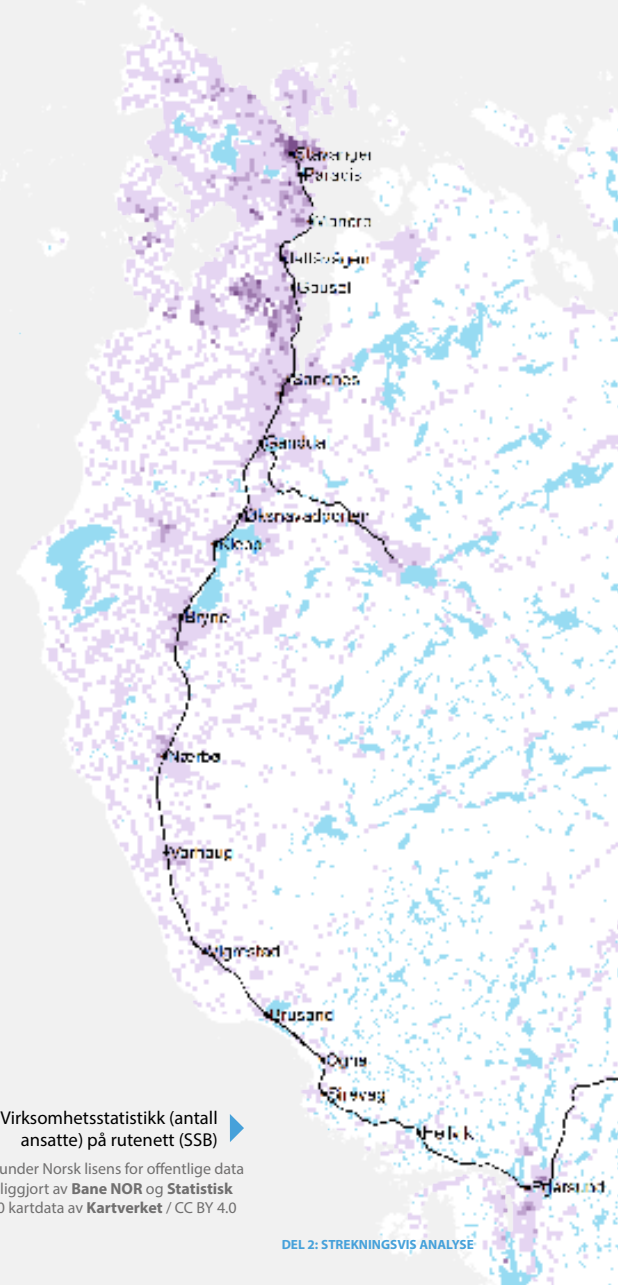 Stavanger
Paradis
Mariero
Jåttåvågen
Gausel
Sandnes
Ganddal
Øksnavadporten
Klepp
Bryne
Nærbø
Varhaug
Vigrestad
Brusand
Ogna
Sirevåg
Hellvik
Egersund
Virksomhetsstatistikk (antall
ansatte) på rutenett (SSB)
under Norsk lisens for offentlige data
liggjort av Bane NOR og Statistisk
0 kartdata av Kartverket / CC BY 4.0
DEL 2: STREKNINGSVIS ANALYSE